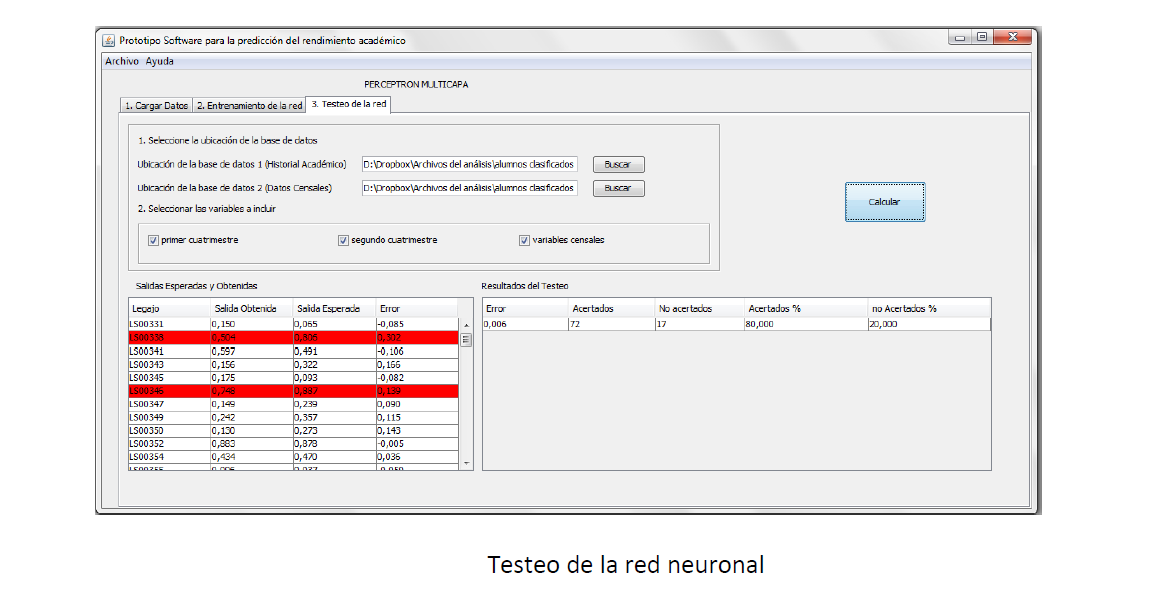 Prototipo Software para la predicción del rendimiento académico
Archivo Ayuda
PERCEPTRON MULTICAPA
1. Cargar Datos 2. Entrenamiento de la red 3. Testeo de la red
1. Seleccione la ubicación de la base de datos
Ubicación de la base de datos 1 (Historial Académico) D:\Dropbox\Archivos del análisis\alumnos clasificados Buscar
Ubicación de la base de datos 2 (Datos Censales) D:\Dropbox\Archivos del análisis\alumnos clasificados Buscar
Calcular
2. Seleccionar las variables a incluir
primer cuatrimestre segundo cuatrimestre variables censales
Salidas Esperadas y Obtenidas
Legajo Salida Obtenida Salida Esperada Error
LS00331 0,150 0,065 -0,085
LS00338 0,504 0,806 0,302
LS00341 0,597 0,491 -0,106
LS00343 0,156 0,322 0,166
LS00345 0,175 0,093 -0,082
LS00346 0,748 0,887 0,139
LS00347 0,149 0,239 0,090
LS00349 0,242 0,357 0,115
LS00350 0,130 0,273 0,143
LS00352 0,883 0,878 -0,005
LS00354 0,434 0,470 0,036
Resultados del Testeo
Error Acertados No acertados Acertados % no Acertados %
0,006 72 17 80,000 20,000
Testeo de la red neuronal